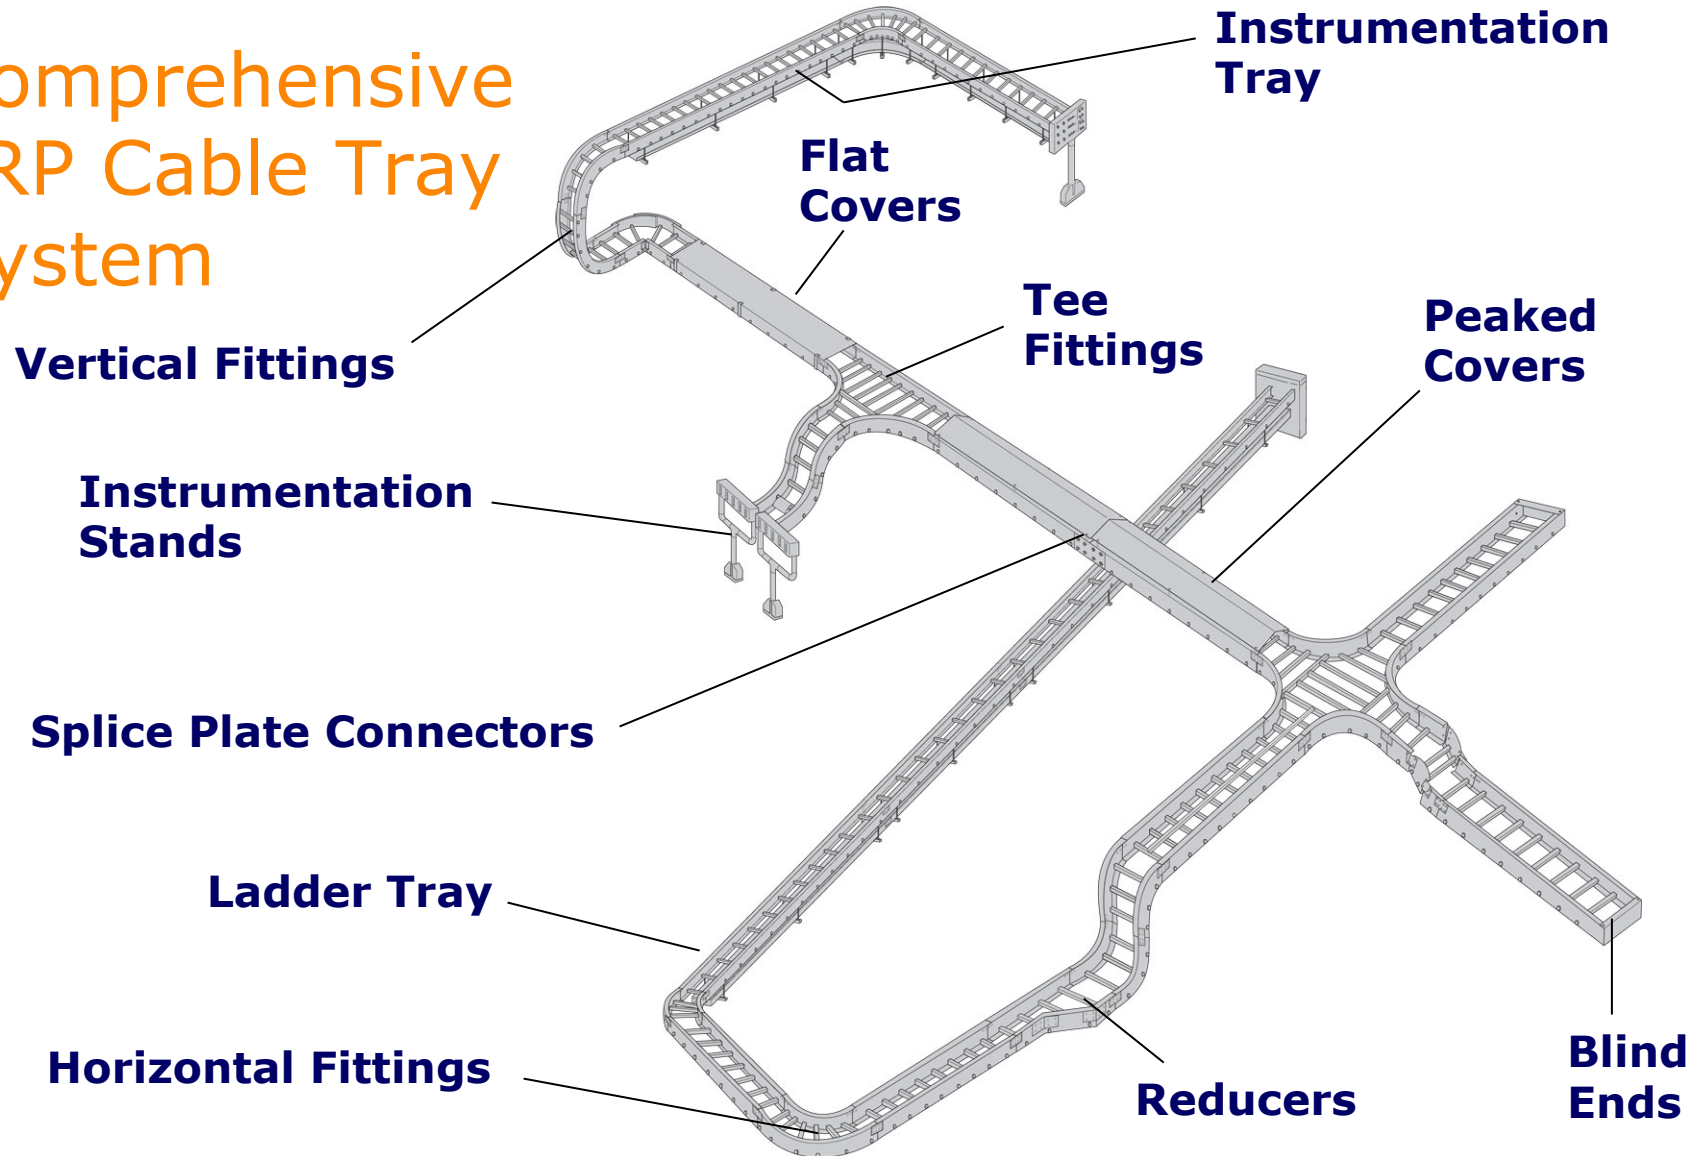 omprehensive
RP Cable Tray
ystem
Instrumentation
Tray
Flat
Covers
Tee
Fittings
Peaked
Covers
Vertical Fittings
Instrumentation
Stands
Splice Plate Connectors
Ladder Tray
Horizontal Fittings
Reducers
Blind
Ends